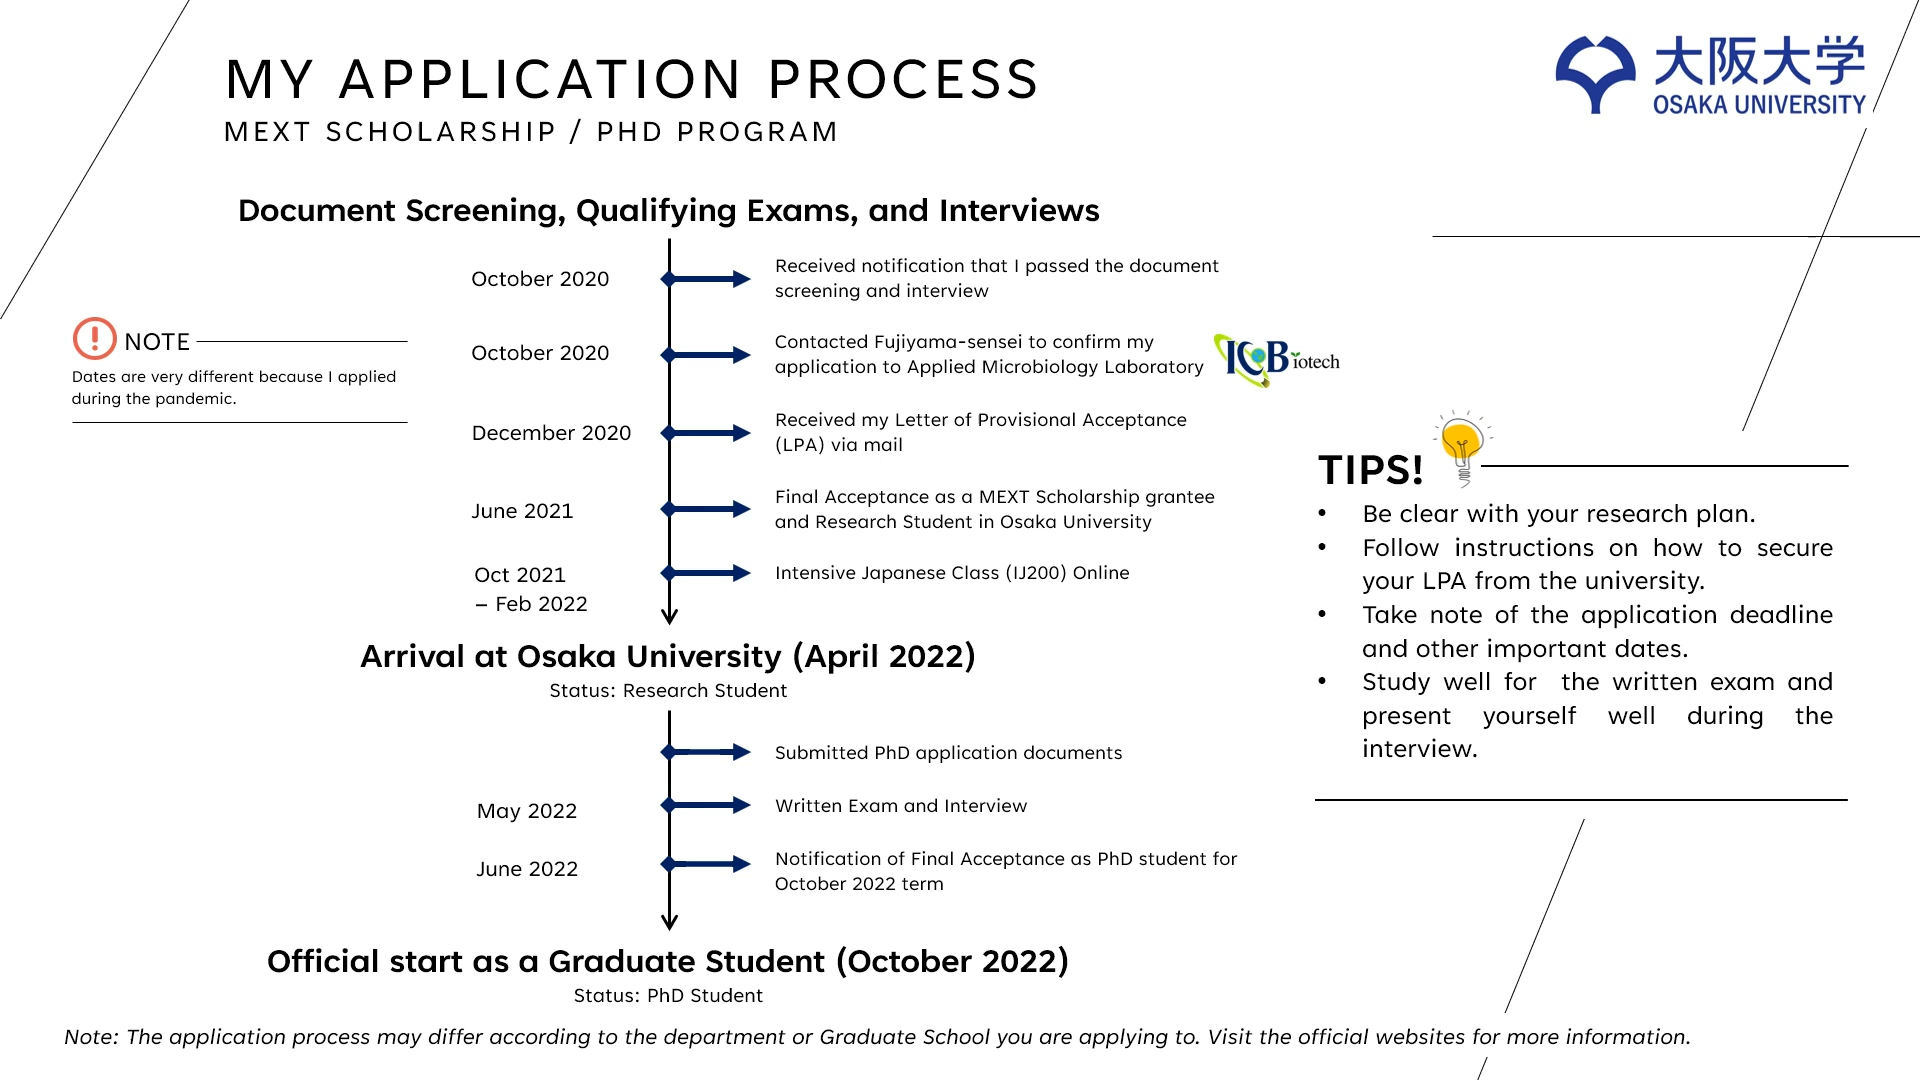 MY APPLICATION PROCESS
MEXT SCHOLARSHIP / PHD PROGRAM
大阪大学
OSAKA UNIVERSITY
Document Screening, Qualifying Exams, and Interviews
October 2020
Received notification that I passed the document
screening and interview
NOTE
Dates are very different because I applied
during the pandemic.
October 2020
Contacted Fujiyama-sensei to confirm my
application to Applied Microbiology Laboratory
ICBiotech
December 2020
Received my Letter of Provisional Acceptance
(LPA) via mail
June 2021
Final Acceptance as a MEXT Scholarship grantee
and Research Student in Osaka University
Oct 2021
– Feb 2022
Intensive Japanese Class (IJ200) Online
Arrival at Osaka University (April 2022)
Status: Research Student
Submitted PhD application documents
May 2022
Written Exam and Interview
June 2022
Notification of Final Acceptance as PhD student for
October 2022 term
Official start as a Graduate Student (October 2022)
Status: PhD Student
TIPS!
• Be clear with your research plan.
• Follow instructions on how to secure
your LPA from the university.
• Take note of the application deadline
and other important dates.
• Study well for the written exam and
present yourself well during the
interview.
Note: The application process may differ according to the department or Graduate School you are applying to. Visit the official websites for more information.